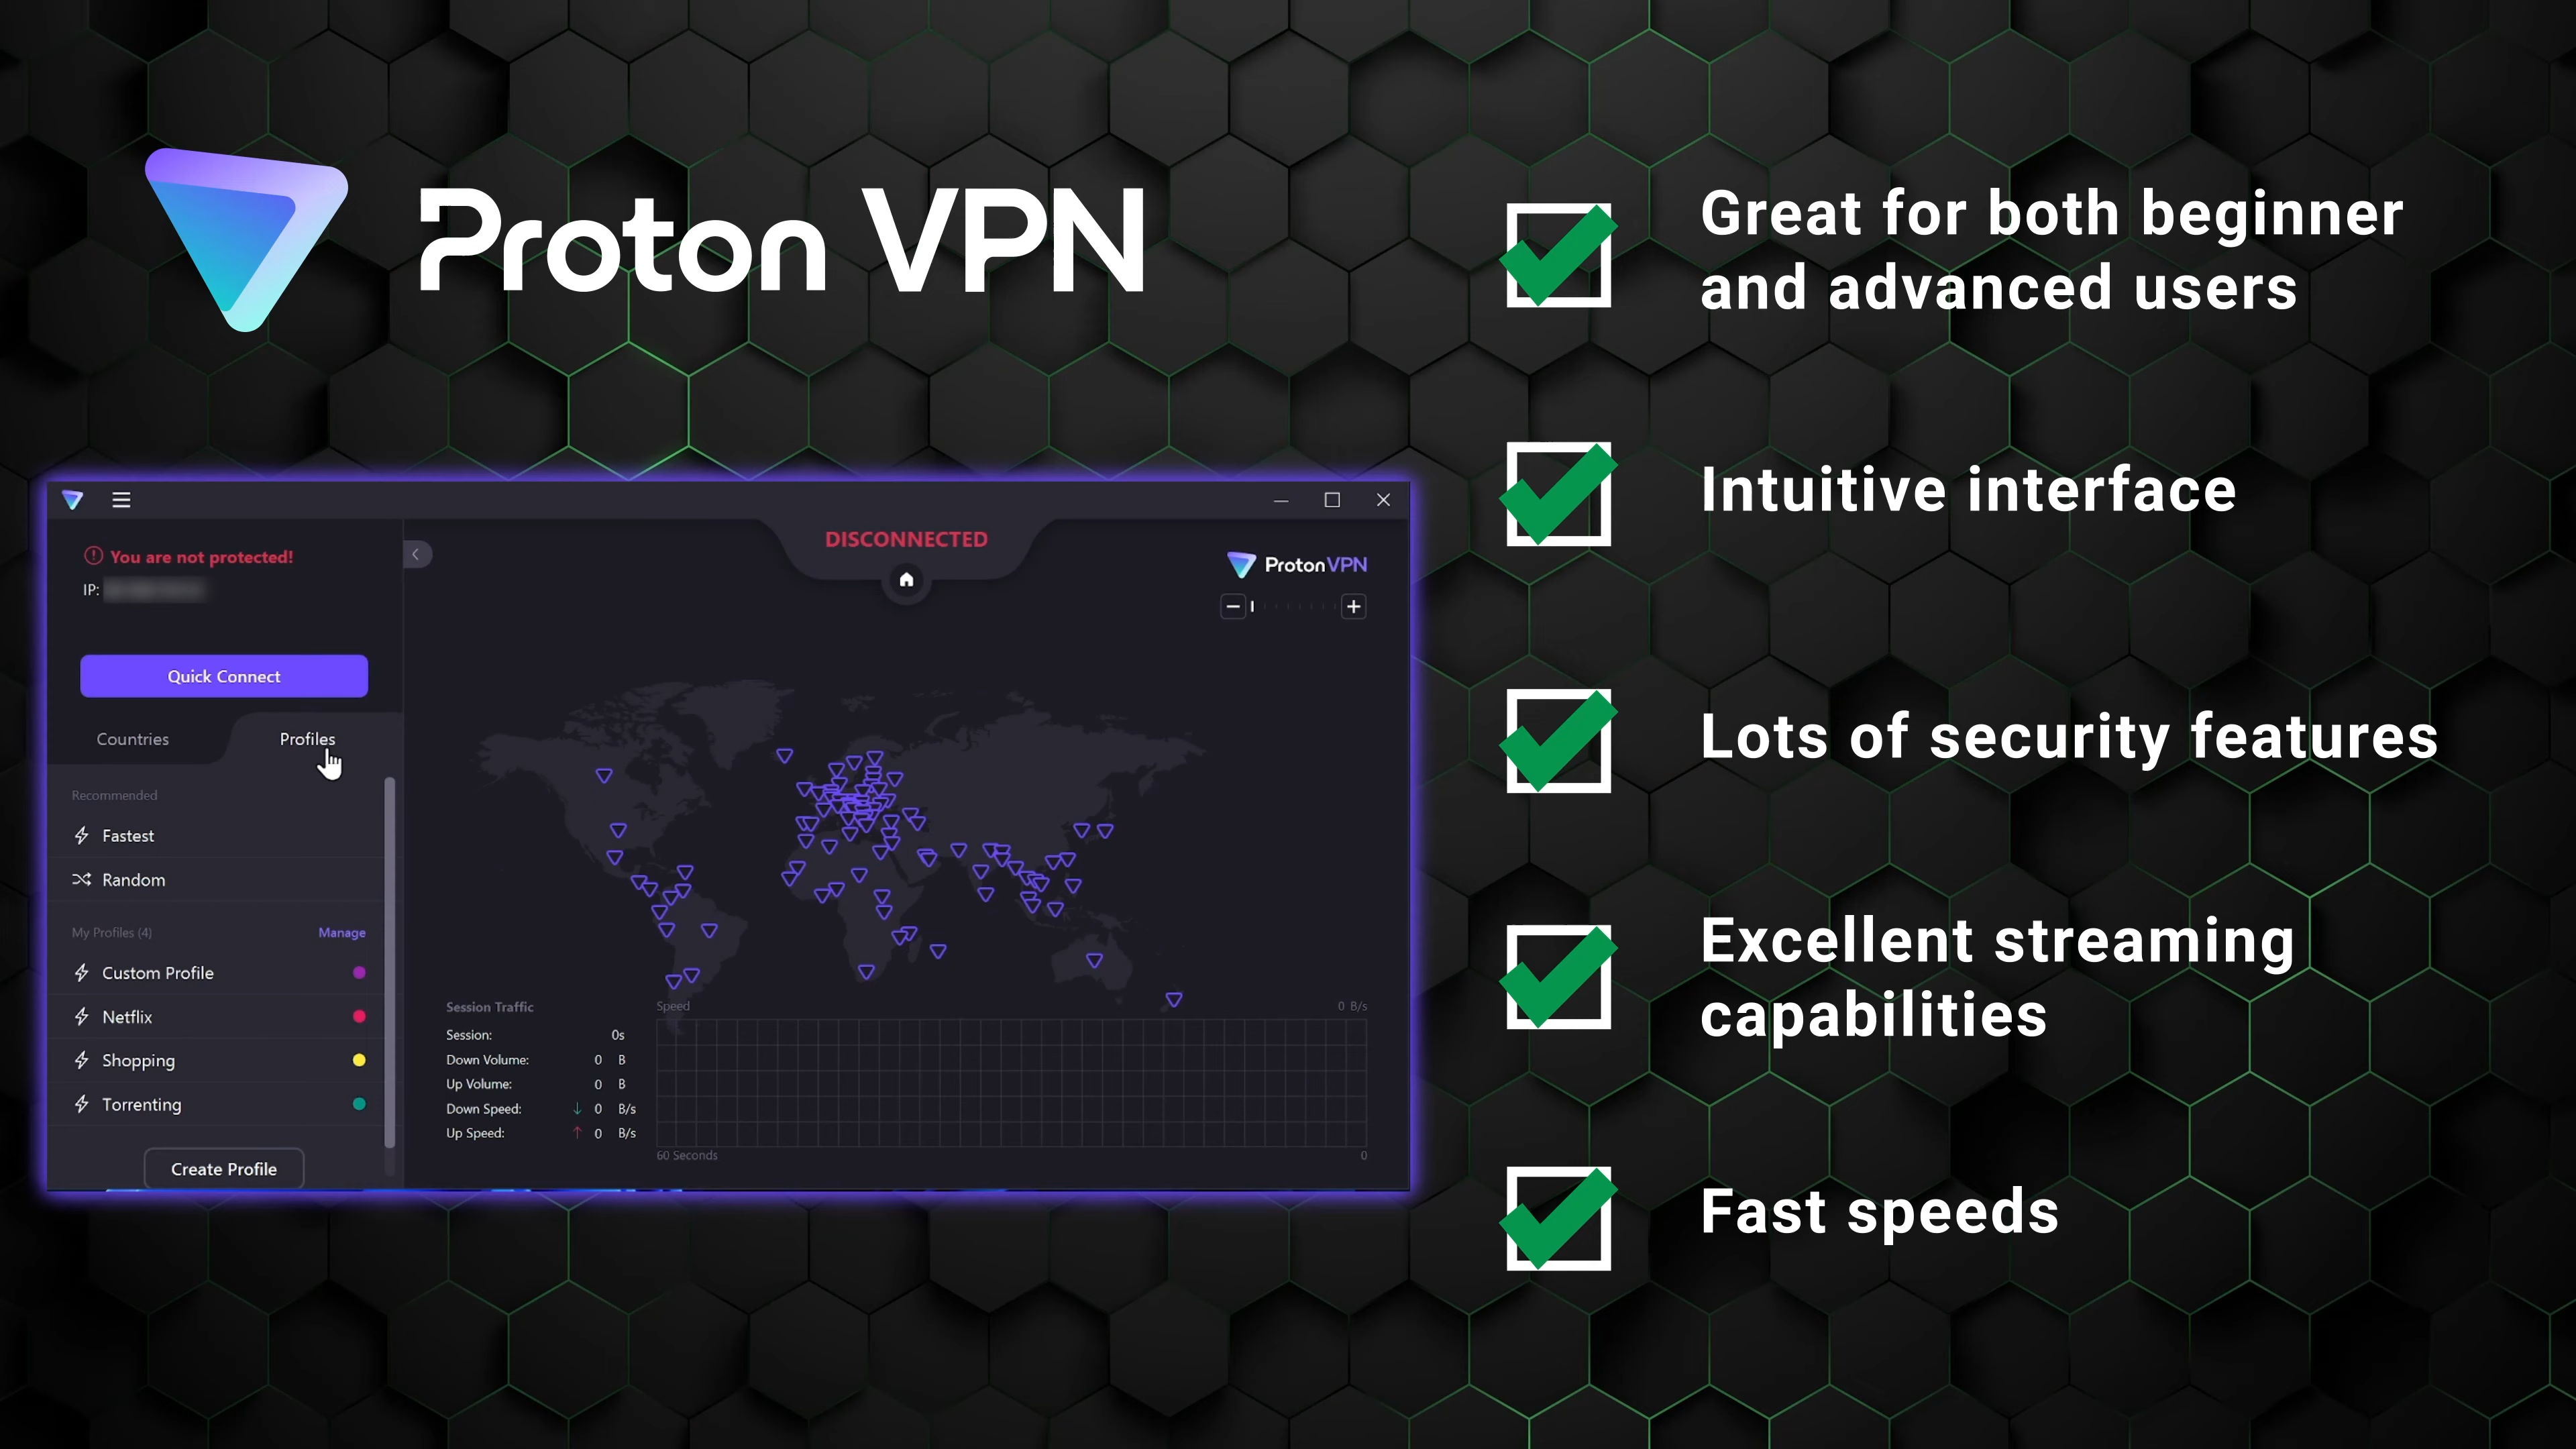 Proton VPN
DISCONNECTED
You are not protected!
IP:
Quick Connect
Countries
Profiles
Recommended
Fastest
Random
My Profiles (4)
Manage
Custom Profile
Netflix
Shopping
Torrenting
Create Profile
ProtonVPN
Session Traffic
Session: 0s
Down Volume: 0 B
Up Volume: 0 B
Down Speed: ↓ 0 B/s
Up Speed: ↑ 0 B/s
Speed
0 B/s
60 Seconds
0
Great for both beginner
and advanced users
Intuitive interface
Lots of security features
Excellent streaming
capabilities
Fast speeds